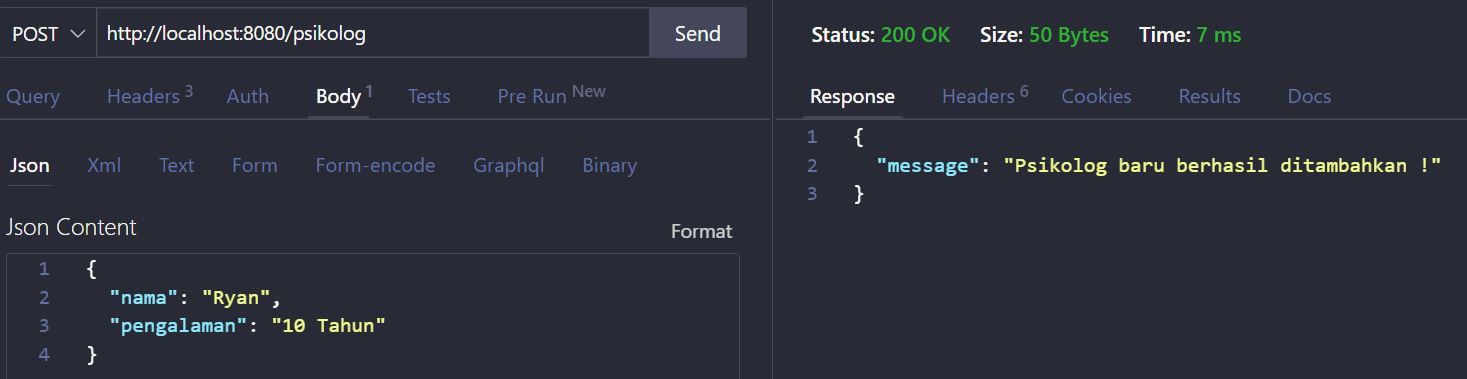 POST http://localhost:8080/psikolog Send
Query Headers 3 Auth Body 1 Tests Pre Run New
Json Xml Text Form Form-encode Graphql Binary
Json Content Format
1 {
2 "nama": "Ryan",
3 "pengalaman": "10 Tahun"
4 }
Status: 200 OK Size: 50 Bytes Time: 7 ms
Response Headers 6 Cookies Results Docs
1 {
2 "message": "Psikolog baru berhasil ditambahkan !"
3 }